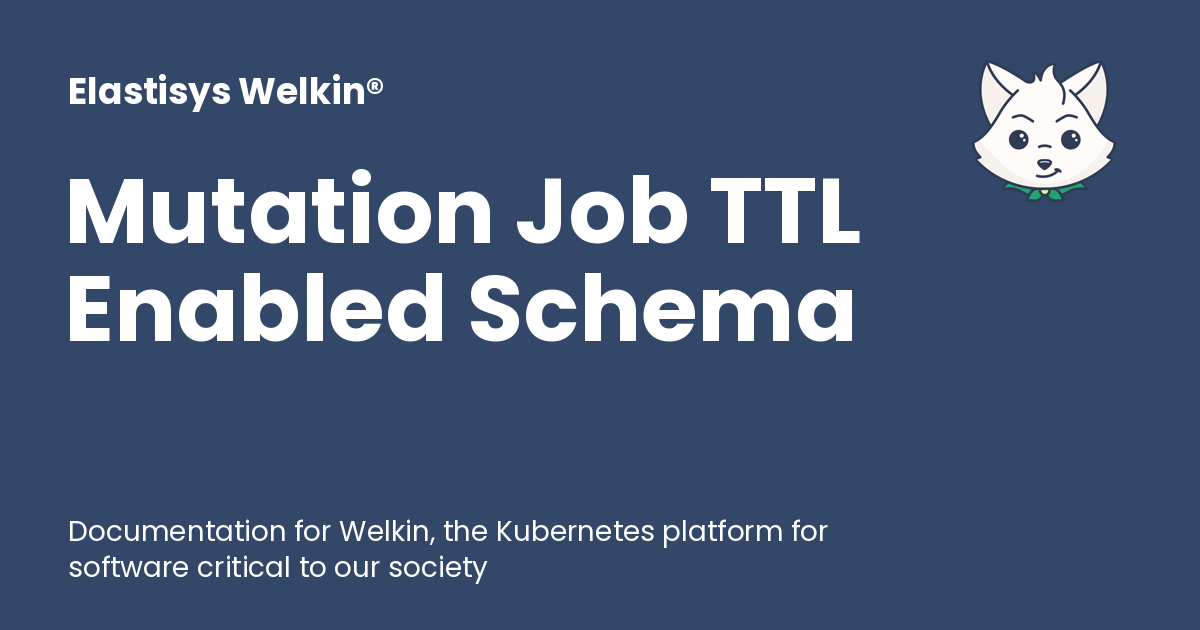 Elastisys Welkin®
Mutation Job TTL
Enabled Schema
Documentation for Welkin, the Kubernetes platform for
software critical to our society